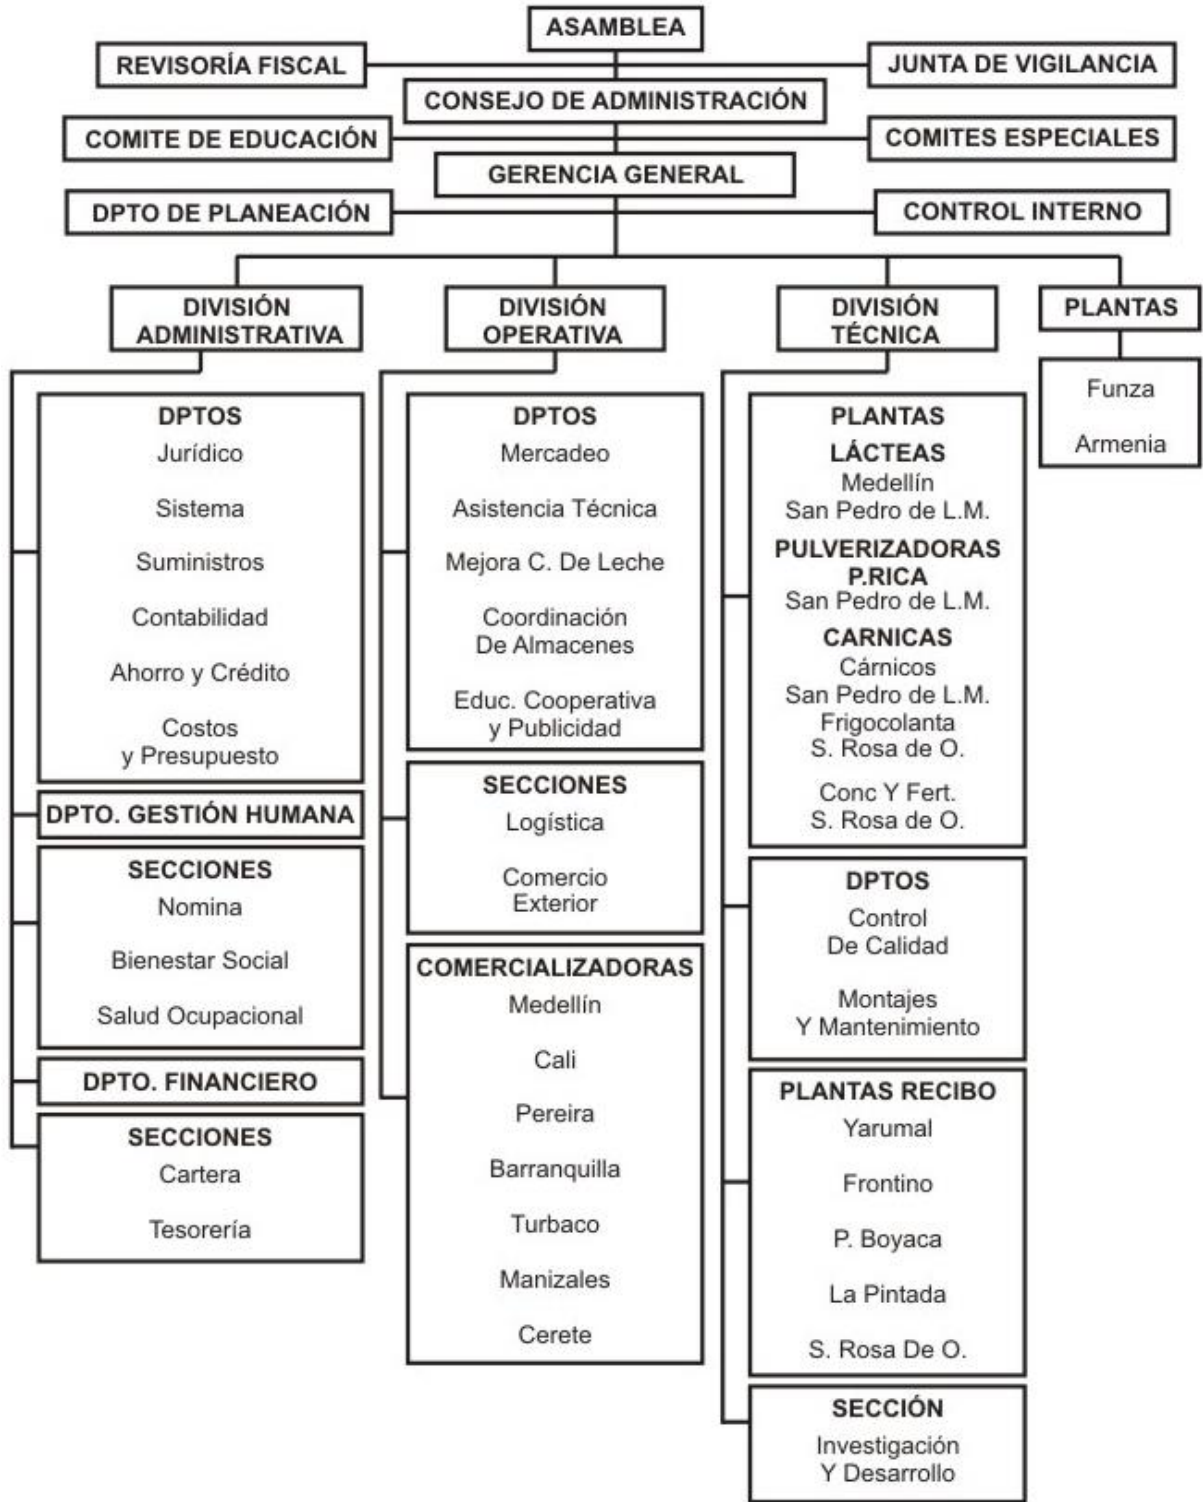 ASAMBLEA
REVISORÍA FISCAL
JUNTA DE VIGILANCIA
CONSEJO DE ADMINISTRACIÓN
COMITE DE EDUCACIÓN
COMITES ESPECIALES
GERENCIA GENERAL
DPTO DE PLANEACIÓN
CONTROL INTERNO
DIVISIÓN
ADMINISTRATIVA
DPTOS
Jurídico
Sistema
Suministros
Contabilidad
Ahorro y Crédito
Costos
y Presupuesto
DPTO. GESTIÓN HUMANA
SECCIONES
Nomina
Bienestar Social
Salud Ocupacional
DPTO. FINANCIERO
SECCIONES
Cartera
Tesorería
DIVISIÓN
OPERATIVA
DPTOS
Mercadeo
Asistencia Técnica
Mejora C. De Leche
Coordinación
De Almacenes
Educ. Cooperativa
y Publicidad
SECCIONES
Logística
Comercio
Exterior
COMERCIALIZADORAS
Medellín
Cali
Pereira
Barranquilla
Turbaco
Manizales
Cerete
DIVISIÓN
TÉCNICA
PLANTAS
LÁCTEAS
Medellín
San Pedro de L.M.
PULVERIZADORAS
P.RICA
San Pedro de L.M.
CARNICAS
Cárnicos
San Pedro de L.M.
Frigocolanta
S. Rosa de O.
Conc Y Fert.
S. Rosa de O.
DPTOS
Control
De Calidad
Montajes
Y Mantenimiento
PLANTAS RECIBO
Yarumal
Frontino
P. Boyaca
La Pintada
S. Rosa De O.
SECCIÓN
Investigación
Y Desarrollo
PLANTAS
Funza
Armenia